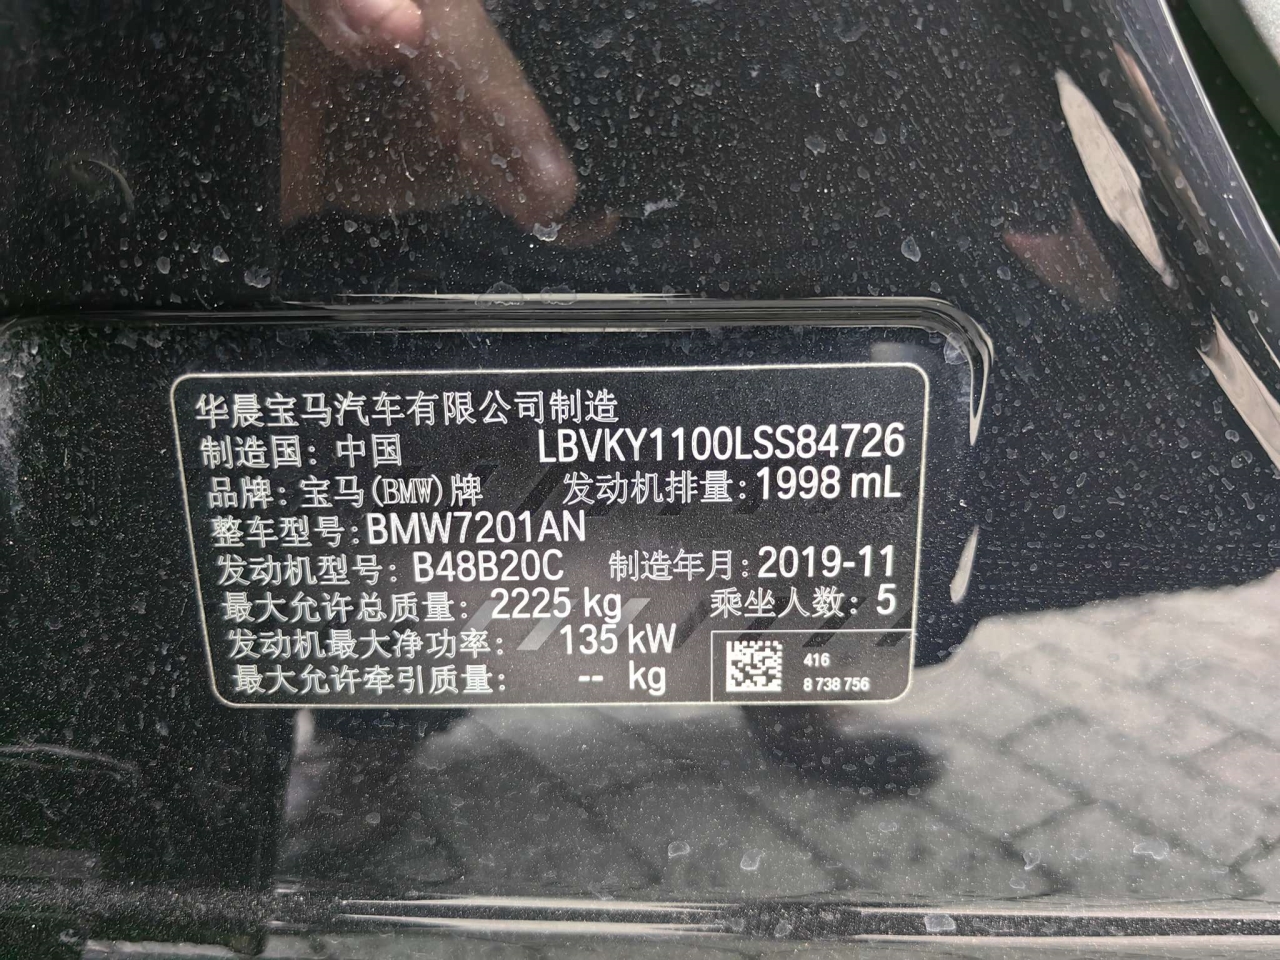 华晨宝马汽车有限公司制造
制造国：中国 LBVKY1100LSS84726
品牌：宝马(BMW)牌 发动机排量：1998 mL
整车型号：BMW7201AN
发动机型号：B48B20C 制造年月：2019-11
最大允许总质量：2225 kg 乘坐人数：5
发动机最大净功率：135 kW
最大允许牵引质量：-- kg
416
8 738 756